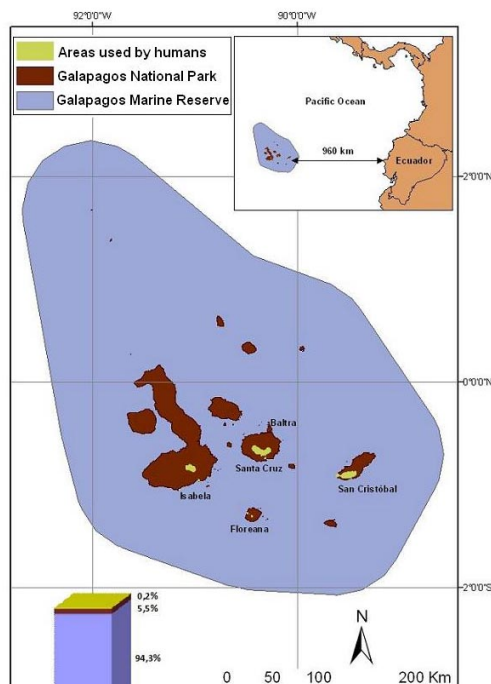 92°0'0"W
90°0'0"W
Areas used by humans
Galapagos National Park
Galapagos Marine Reserve
Pacific Ocean
960 km
Ecuador
2°0'0"N
0°0'0"N
Baltra
Santa Cruz
Isabela
San Cristóbal
Floreana
2°0'0"S
0,2%
5,5%
94,3%
N
0 50 100 200 Km